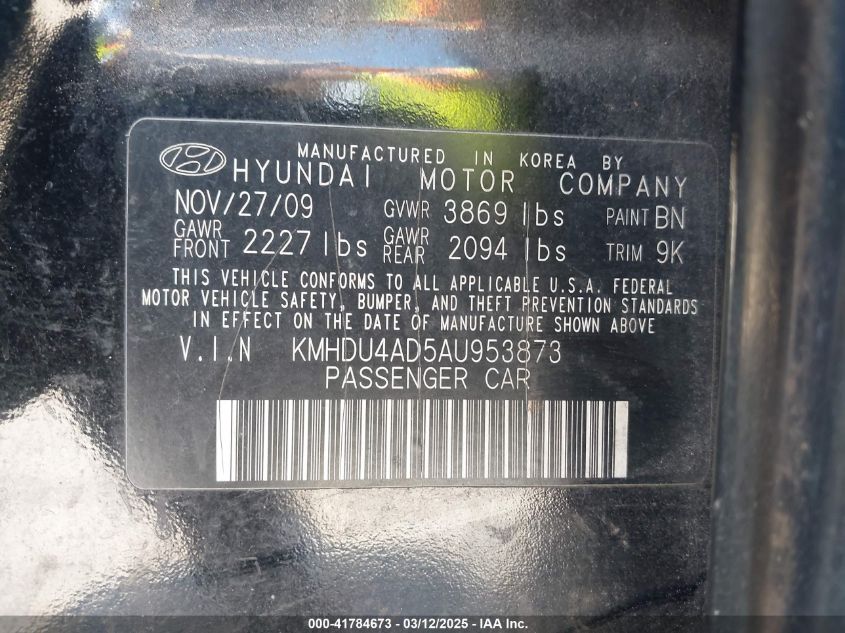 MANUFACTURED IN KOREA BY
HYUNDAI MOTOR COMPANY
NOV/27/09 GVWR 3869 lbs PAINT BN
GAWR FRONT 2227 lbs GAWR REAR 2094 lbs TRIM 9K
THIS VEHICLE CONFORMS TO ALL APPLICABLE U.S.A. FEDERAL
MOTOR VEHICLE SAFETY, BUMPER, AND THEFT PREVENTION STANDARDS
IN EFFECT ON THE DATE OF MANUFACTURE SHOWN ABOVE
V.I.N KMHDU4AD5AU953873
PASSENGER CAR
000-41784673 - 03/12/2025 - IAA Inc.